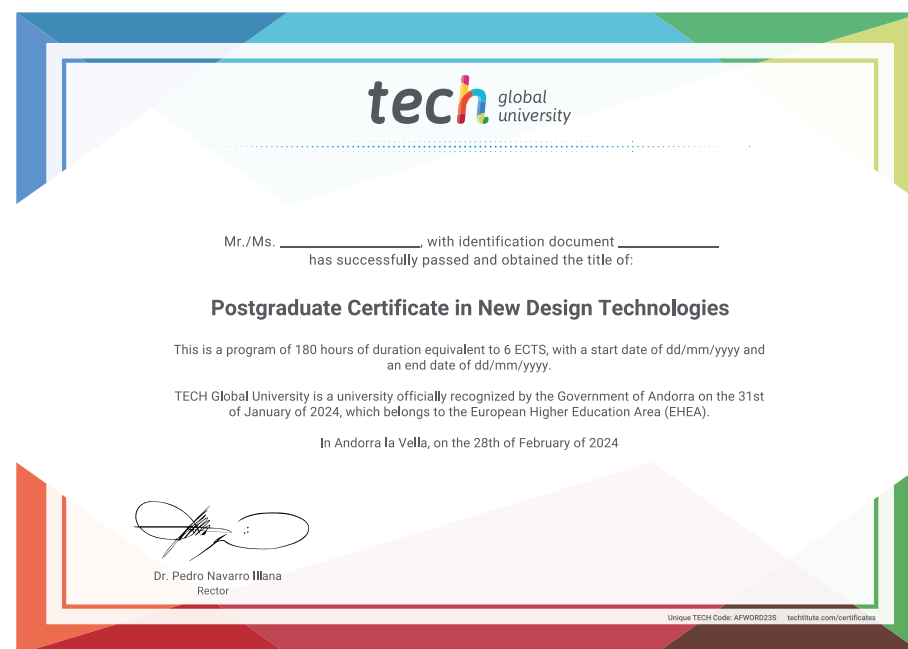 tech global university
Mr./Ms. ____________________, with identification document ______________
has successfully passed and obtained the title of:
Postgraduate Certificate in New Design Technologies
This is a program of 180 hours of duration equivalent to 6 ECTS, with a start date of dd/mm/yyyy and
an end date of dd/mm/yyyy.
TECH Global University is a university officially recognized by the Government of Andorra on the 31st
of January of 2024, which belongs to the European Higher Education Area (EHEA).
In Andorra la Vella, on the 28th of February of 2024
Dr. Pedro Navarro Illana
Rector
Unique TECH Code: AFWORD23S techtitute.com/certificates